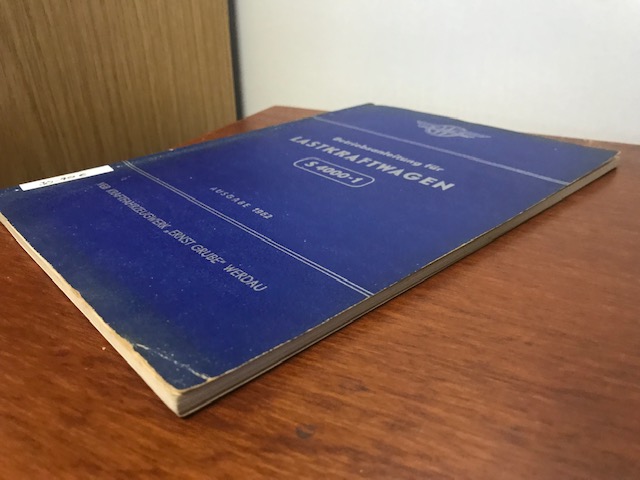 Betriebsanleitung für
LASTKRAFTWAGEN
S 4000-1
AUSGABE 1962
VEB KRAFTFAHRZEUGWERK „ERNST GRUBE“ WERDAU